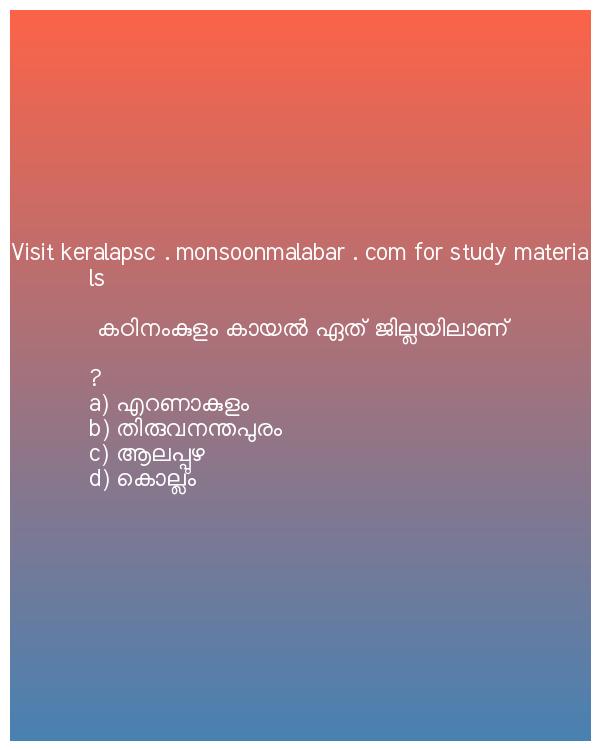 Visit keralapsc . monsoonmalabar . com for study materia
ls
കഠിനംകുളം കായൽ ഏത് ജില്ലയിലാണ്
?
a) എറണാകുളം
b) തിരുവനന്തപുരം
c) ആലപ്പുഴ
d) കൊല്ലം